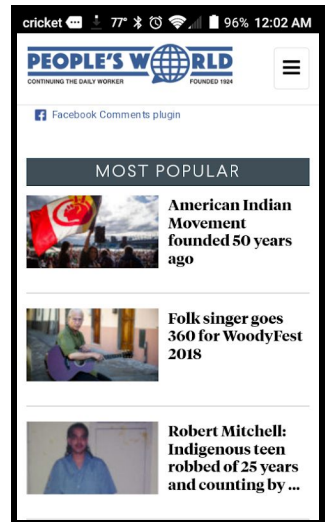 cricket 77° 96% 12:02 AM
PEOPLE'S WORLD
CONTINUING THE DAILY WORKER FOUNDED 1924
Facebook Comments plugin
MOST POPULAR
American Indian
Movement
founded 50 years
ago
Folk singer goes
360 for WoodyFest
2018
Robert Mitchell:
Indigenous teen
robbed of 25 years
and counting by ...